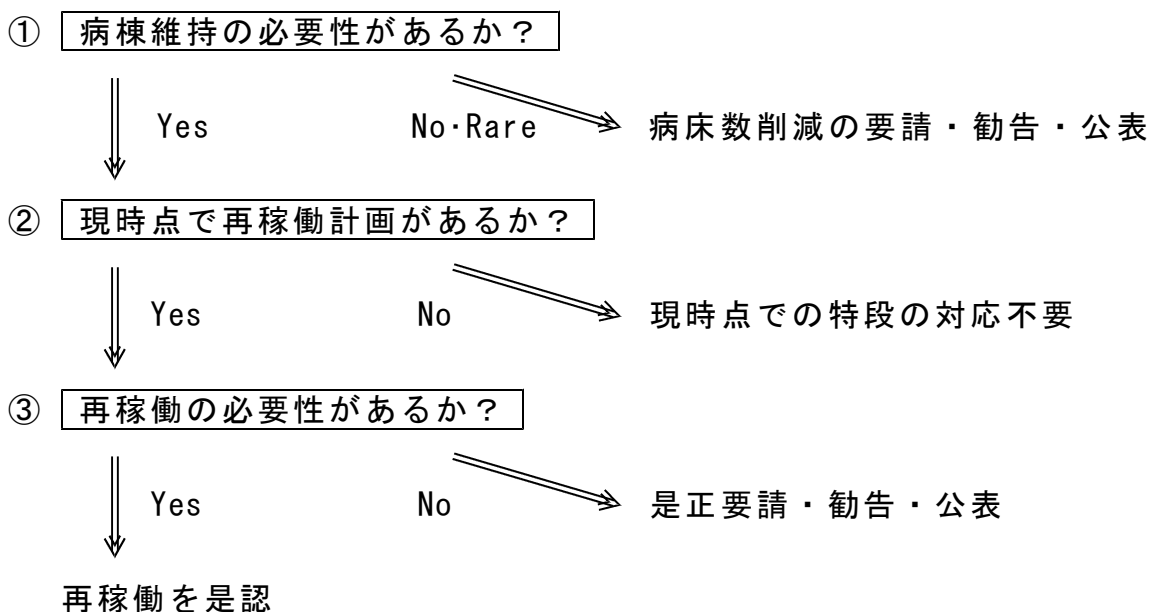 ① 病棟維持の必要性があるか?
Yes No·Rare 病床数削減の要請・勧告・公表
② 現時点で再稼働計画があるか?
Yes No 現時点での特段の対応不要
③ 再稼働の必要性があるか?
Yes No 是正要請・勧告・公表
再稼働を是認